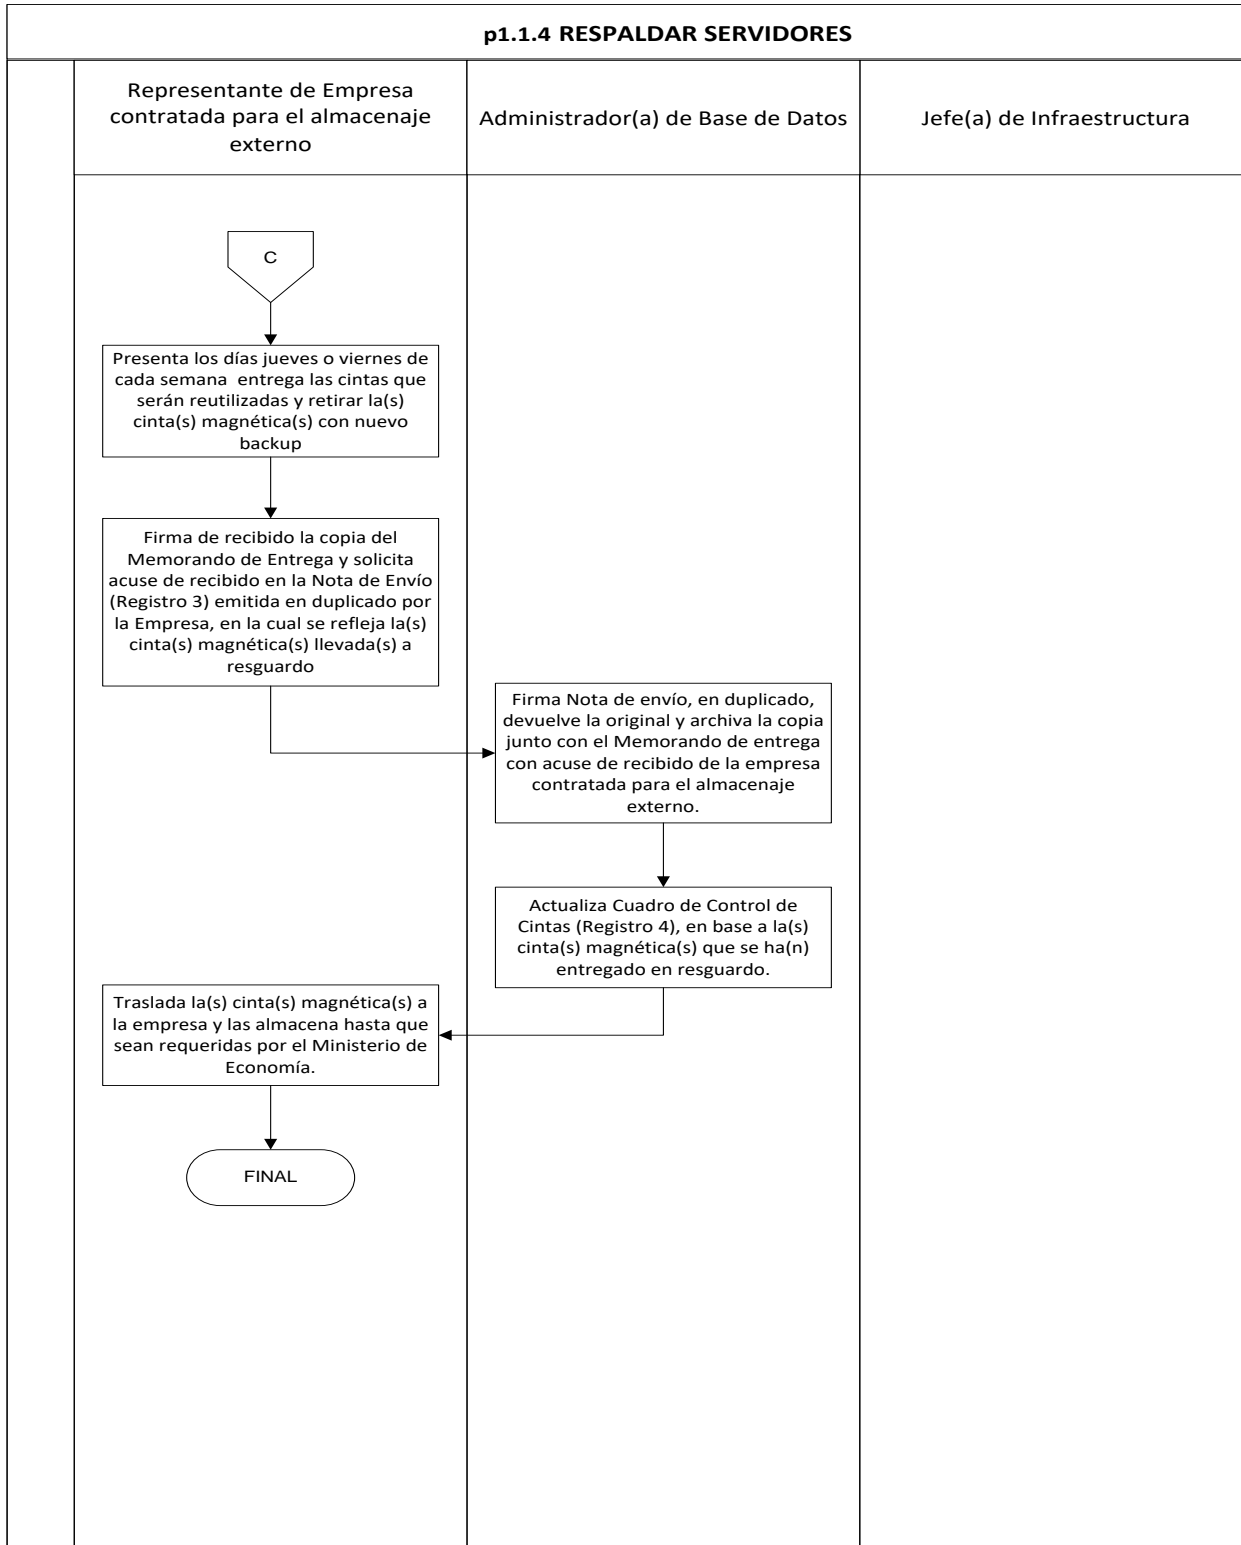 p1.1.4 RESPALDAR SERVIDORES
Representante de Empresa
contratada para el almacenaje
externo
Administrador(a) de Base de Datos
Jefe(a) de Infraestructura
C
Presenta los días jueves o viernes de
cada semana  entrega las cintas que
serán reutilizadas y retirar la(s)
cinta(s) magnética(s) con nuevo
backup
Firma de recibido la copia del
Memorando de Entrega y solicita
acuse de recibido en la Nota de Envío
(Registro 3) emitida en duplicado por
la Empresa, en la cual se refleja la(s)
cinta(s) magnética(s) llevada(s) a
resguardo
Firma Nota de envío, en duplicado,
devuelve la original y archiva la copia
junto con el Memorando de entrega
con acuse de recibido de la empresa
contratada para el almacenaje
externo.
Actualiza Cuadro de Control de
Cintas (Registro 4), en base a la(s)
cinta(s) magnética(s) que se ha(n)
entregado en resguardo.
Traslada la(s) cinta(s) magnética(s) a
la empresa y las almacena hasta que
sean requeridas por el Ministerio de
Economía.
FINAL